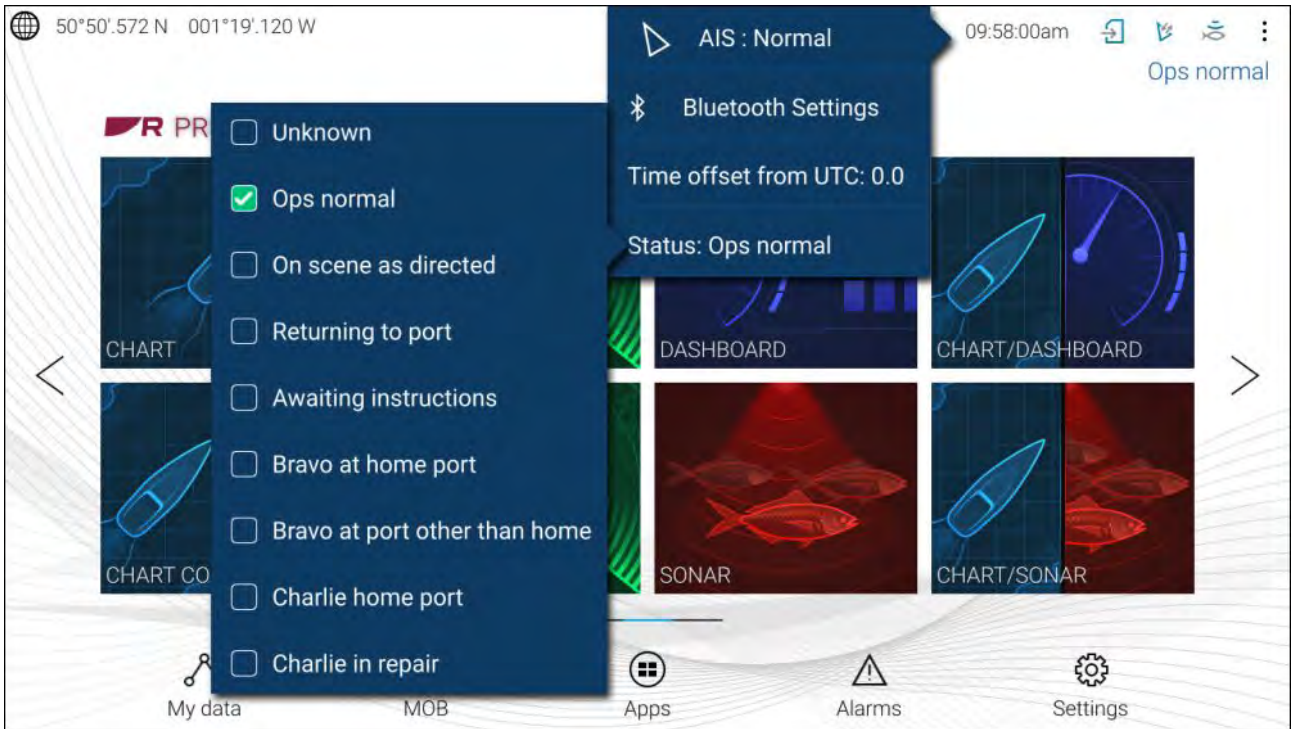 50°50'.572 N 001°19'.120 W
AIS : Normal
09:58:00am
Ops normal
Bluetooth Settings
Time offset from UTC: 0.0
Status: Ops normal
R PR
Unknown
Ops normal
On scene as directed
Returning to port
Awaiting instructions
Bravo at home port
Bravo at port other than home
Charlie home port
Charlie in repair
CHART
DASHBOARD
CHART/DASHBOARD
CHART CO
SONAR
CHART/SONAR
My data
MOB
Apps
Alarms
Settings